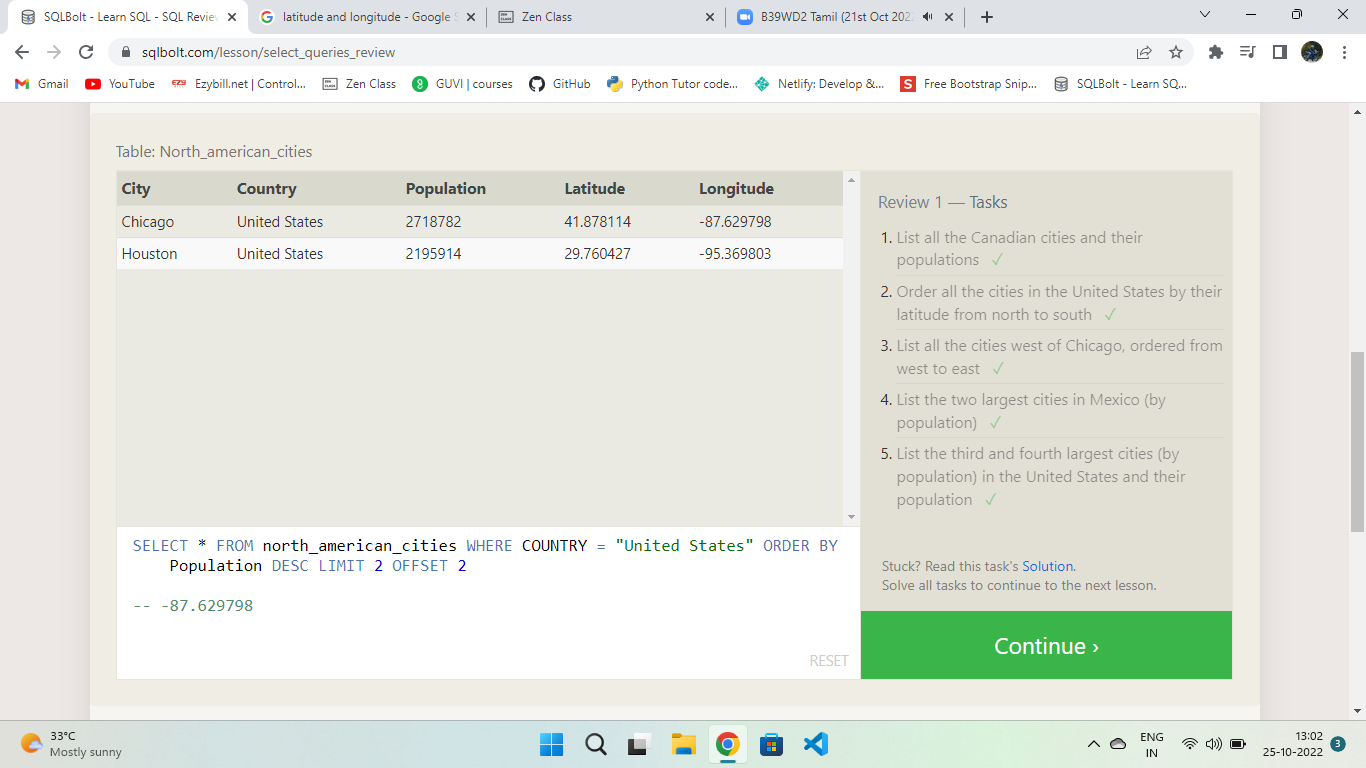 SQLBolt - Learn SQL - SQL Review
latitude and longitude - Google S
Zen Class
B39WD2 Tamil (21st Oct 202
sqlbolt.com/lesson/select_queries_review
Gmail
YouTube
Ezybill.net | Control...
Zen Class
GUVI | courses
GitHub
Python Tutor code...
Netlify: Develop &...
Free Bootstrap Snip...
SQLBolt - Learn SQ...
Table: North_american_cities
City Country Population Latitude Longitude
Chicago United States 2718782 41.878114 -87.629798
Houston United States 2195914 29.760427 -95.369803
SELECT * FROM north_american_cities WHERE COUNTRY = "United States" ORDER BY
Population DESC LIMIT 2 OFFSET 2
-- -87.629798
RESET
Review 1 — Tasks
1. List all the Canadian cities and their
populations ✓
2. Order all the cities in the United States by their
latitude from north to south ✓
3. List all the cities west of Chicago, ordered from
west to east ✓
4. List the two largest cities in Mexico (by
population) ✓
5. List the third and fourth largest cities (by
population) in the United States and their
population ✓
Stuck? Read this task's Solution.
Solve all tasks to continue to the next lesson.
Continue ›
33°C
Mostly sunny
ENG
IN
13:02
25-10-2022
3